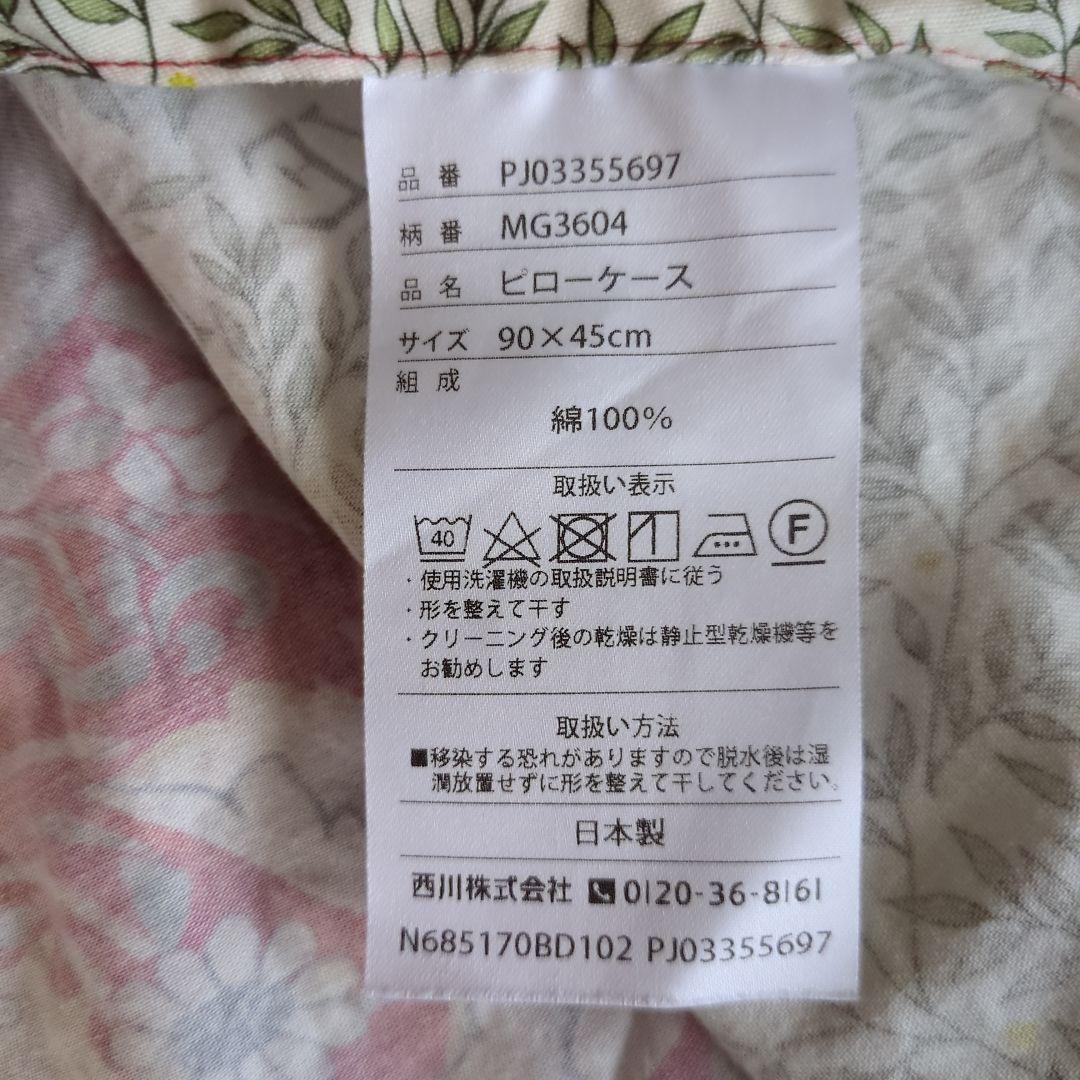 品番 PJ03355697
柄番 MG3604
品名 ピローケース
サイズ 90×45cm
組成
綿100%
取扱い表示
40 F
・使用洗濯機の取扱説明書に従う
・形を整えて干す
・クリーニング後の乾燥は静止型乾燥機等を
お勧めします
取扱い方法
■移染する恐れがありますので脱水後は湿
潤放置せずに形を整えて干してください。
日本製
西川株式会社 0120-36-8161
N685170BD102 PJ03355697